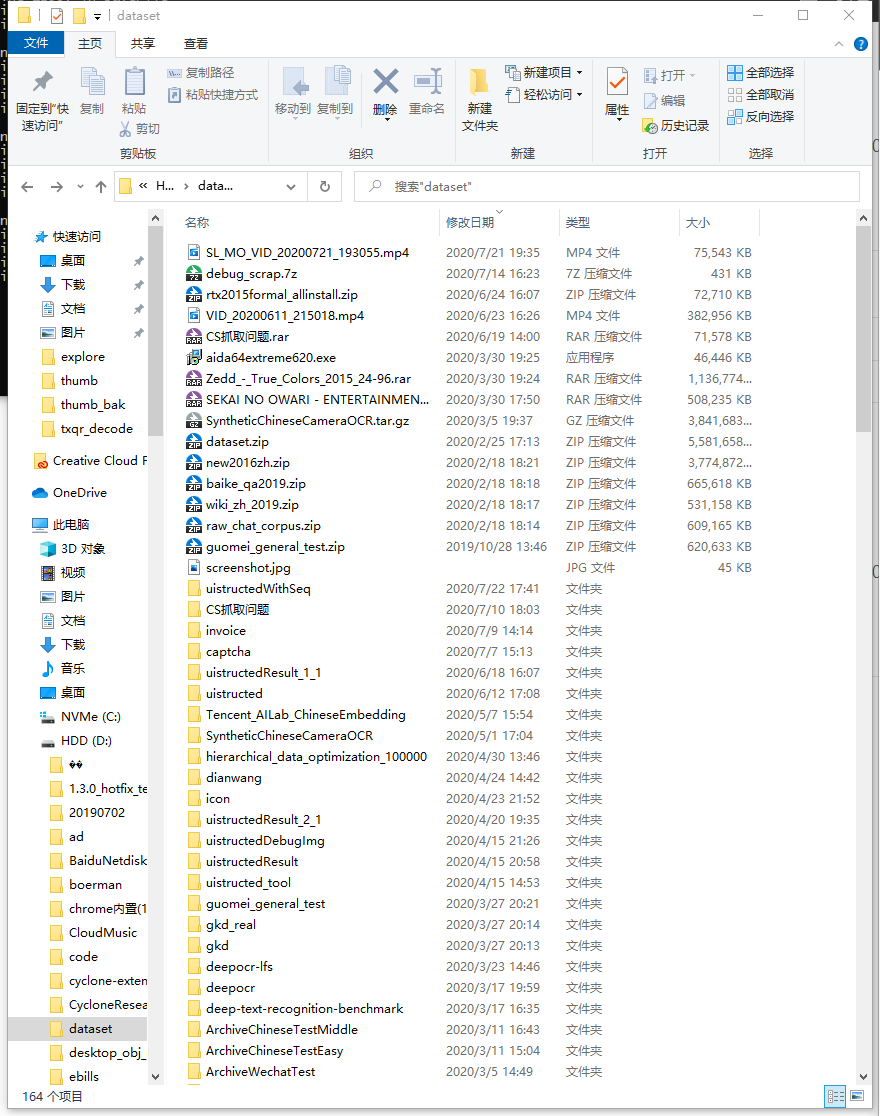 dataset
文件 主页 共享 查看
固定到"快速访问"
复制
粘贴
复制路径
粘贴快捷方式
剪切
剪贴板
移动到
复制到
删除
重命名
组织
新建文件夹
新建项目
轻松访问
新建
属性
打开
编辑
历史记录
打开
全部选择
全部取消
反向选择
选择
« H... › data...
搜索"dataset"
快速访问
桌面
下载
文档
图片
explore
thumb
thumb_bak
txqr_decode
Creative Cloud F
OneDrive
此电脑
3D 对象
视频
图片
文档
下载
音乐
桌面
NVMe (C:)
HDD (D:)
1.3.0_hotfix_te
20190702
ad
BaiduNetdisk
boerman
chrome内置(1
CloudMusic
code
cyclone-exten
CycloneResea
dataset
desktop_obj_
ebills
名称 修改日期 类型 大小
SL_MO_VID_20200721_193055.mp4 2020/7/21 19:35 MP4 文件 75,543 KB
debug_scrap.7z 2020/7/14 16:23 7Z 压缩文件 431 KB
rtx2015formal_allinstall.zip 2020/6/24 16:07 ZIP 压缩文件 72,710 KB
VID_20200611_215018.mp4 2020/6/23 16:26 MP4 文件 382,956 KB
CS抓取问题.rar 2020/6/19 14:00 RAR 压缩文件 71,578 KB
aida64extreme620.exe 2020/3/30 19:25 应用程序 46,446 KB
Zedd_-_True_Colors_2015_24-96.rar 2020/3/30 19:24 RAR 压缩文件 1,136,774...
SEKAI NO OWARI - ENTERTAINMEN... 2020/3/30 17:50 RAR 压缩文件 508,235 KB
SyntheticChineseCameraOCR.tar.gz 2020/3/5 19:37 GZ 压缩文件 3,841,683...
dataset.zip 2020/2/25 17:13 ZIP 压缩文件 5,581,658...
new2016zh.zip 2020/2/18 18:21 ZIP 压缩文件 3,774,872...
baike_qa2019.zip 2020/2/18 18:18 ZIP 压缩文件 665,618 KB
wiki_zh_2019.zip 2020/2/18 18:17 ZIP 压缩文件 531,158 KB
raw_chat_corpus.zip 2020/2/18 18:14 ZIP 压缩文件 609,165 KB
guomei_general_test.zip 2019/10/28 13:46 ZIP 压缩文件 620,633 KB
screenshot.jpg JPG 文件 45 KB
uistructedWithSeq 2020/7/22 17:41 文件夹
CS抓取问题 2020/7/10 18:03 文件夹
invoice 2020/7/9 14:14 文件夹
captcha 2020/7/7 15:13 文件夹
uistructedResult_1_1 2020/6/18 16:07 文件夹
uistructed 2020/6/12 17:08 文件夹
Tencent_AILab_ChineseEmbedding 2020/5/7 15:54 文件夹
SyntheticChineseCameraOCR 2020/5/1 17:04 文件夹
hierarchical_data_optimization_100000 2020/4/30 13:46 文件夹
dianwang 2020/4/24 14:42 文件夹
icon 2020/4/23 21:52 文件夹
uistructedResult_2_1 2020/4/20 19:35 文件夹
uistructedDebugImg 2020/4/15 21:26 文件夹
uistructedResult 2020/4/15 20:58 文件夹
uistructed_tool 2020/4/15 14:53 文件夹
guomei_general_test 2020/3/27 20:21 文件夹
gkd_real 2020/3/27 20:14 文件夹
gkd 2020/3/27 20:13 文件夹
deepocr-lfs 2020/3/23 14:46 文件夹
deepocr 2020/3/17 19:59 文件夹
deep-text-recognition-benchmark 2020/3/17 16:35 文件夹
ArchiveChineseTestMiddle 2020/3/11 16:43 文件夹
ArchiveChineseTestEasy 2020/3/11 15:04 文件夹
ArchiveWechatTest 2020/3/5 14:49 文件夹
164 个项目